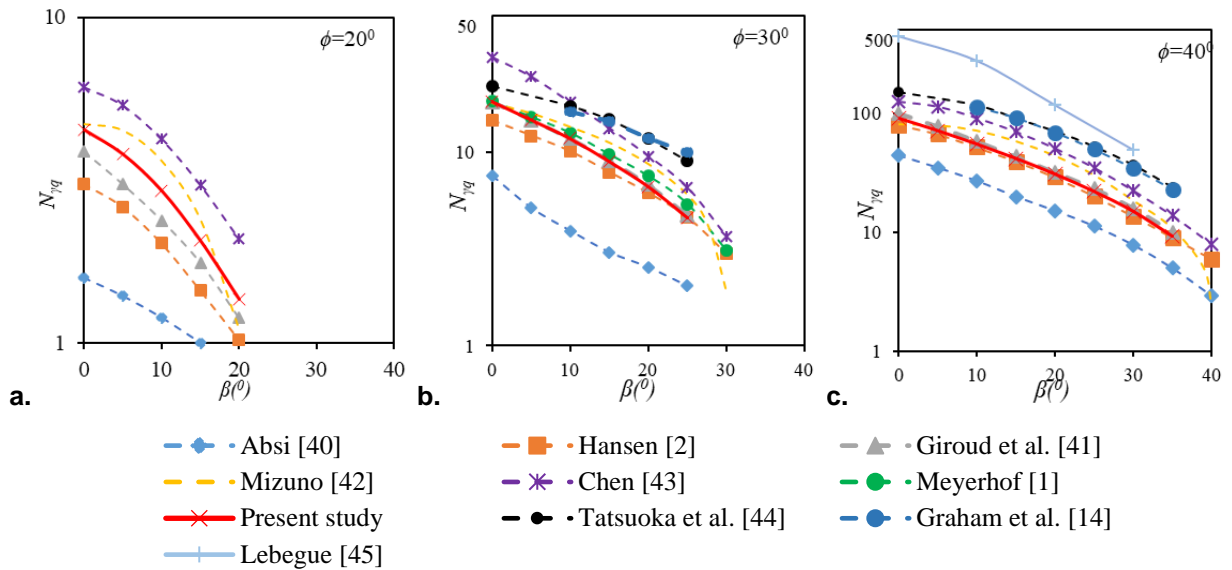 10
ϕ=20⁰
1
Nγq
0 10 20 30 40
β(⁰)
a.
50
ϕ=30⁰
10
1
Nγq
0 10 20 30 40
β(⁰)
b.
500
ϕ=40⁰
100
10
1
Nγq
0 10 20 30 40
β(⁰)
c.
Absi [40]
Hansen [2]
Giroud et al. [41]
Mizuno [42]
Chen [43]
Meyerhof [1]
Present study
Tatsuoka et al. [44]
Graham et al. [14]
Lebegue [45]